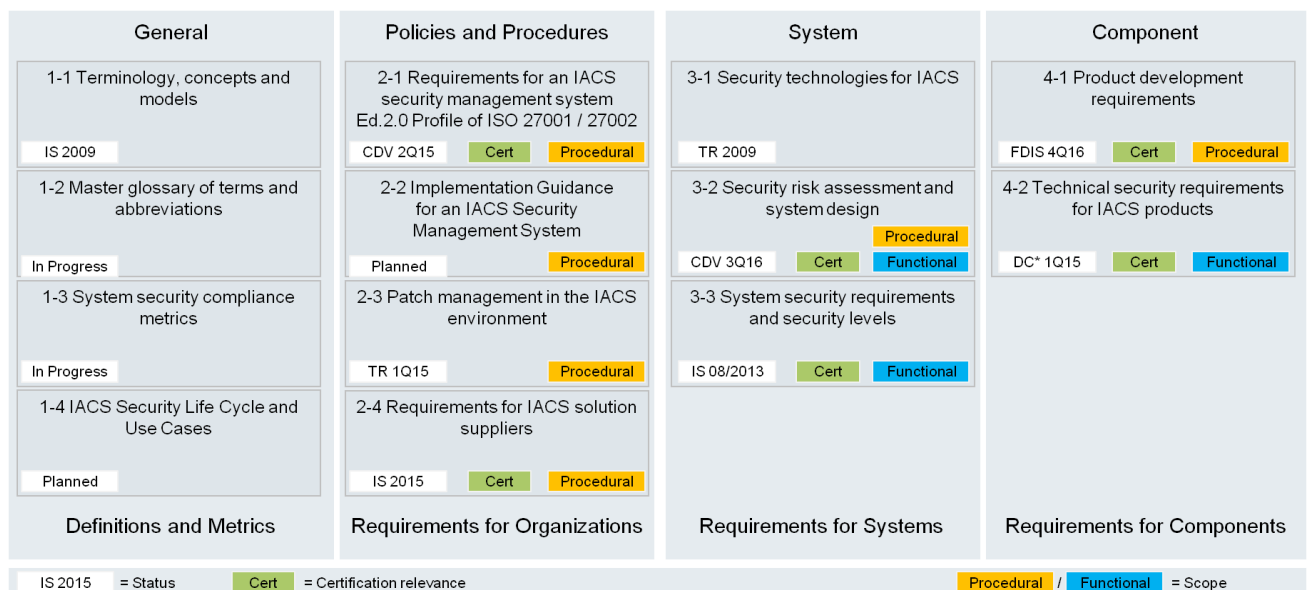 General
1-1 Terminology, concepts and
models
IS 2009
1-2 Master glossary of terms and
abbreviations
In Progress
1-3 System security compliance
metrics
In Progress
1-4 IACS Security Life Cycle and
Use Cases
Planned
Definitions and Metrics
Policies and Procedures
2-1 Requirements for an IACS
security management system
Ed.2.0 Profile of ISO 27001 / 27002
CDV 2Q15 Cert Procedural
2-2 Implementation Guidance
for an IACS Security
Management System
Planned Procedural
2-3 Patch management in the IACS
environment
TR 1Q15 Procedural
2-4 Requirements for IACS solution
suppliers
IS 2015 Cert Procedural
Requirements for Organizations
System
3-1 Security technologies for IACS
TR 2009
3-2 Security risk assessment and
system design
Procedural
CDV 3Q16 Cert Functional
3-3 System security requirements
and security levels
IS 08/2013 Cert Functional
Requirements for Systems
Component
4-1 Product development
requirements
FDIS 4Q16 Cert Procedural
4-2 Technical security requirements
for IACS products
DC* 1Q15 Cert Functional
Requirements for Components
IS 2015 = Status Cert = Certification relevance Procedural / Functional = Scope